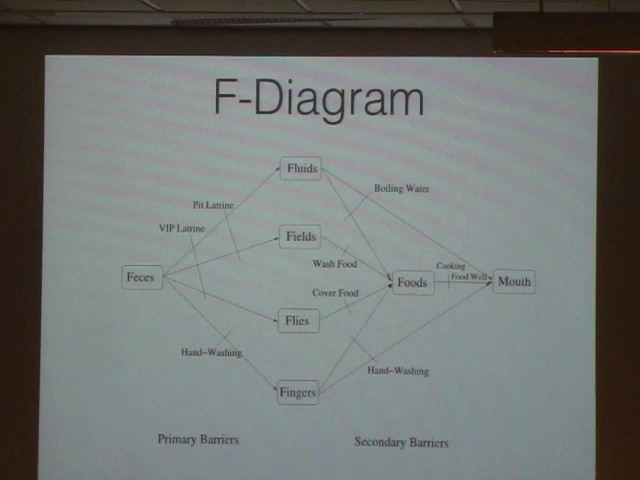 F-Diagram
Fluids
Boiling Water
Pit Latrine
VIP Latrine
Fields
Wash Food
Cooking
Feces
Foods
Food Well
Mouth
Cover Food
Flies
Hand-Washing
Hand-Washing
Fingers
Primary Barriers
Secondary Barriers